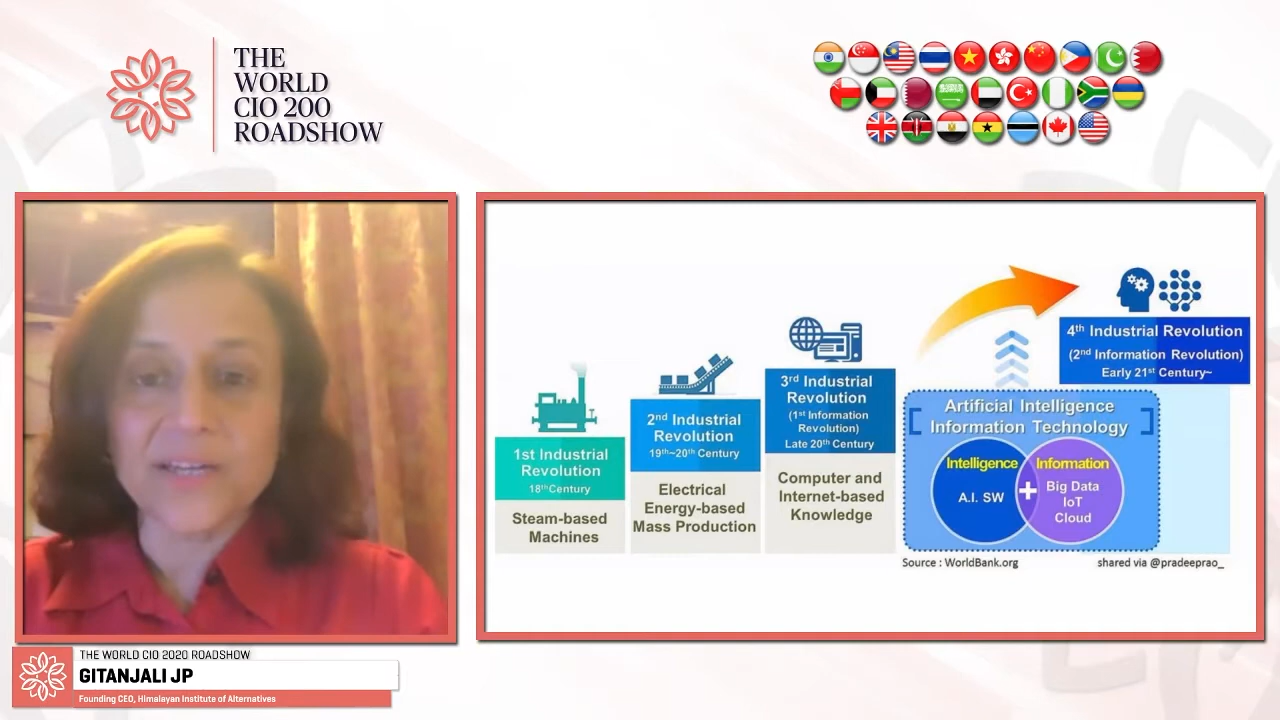 THE
WORLD
CIO 200
ROADSHOW
1st Industrial
Revolution
18th Century
Steam-based
Machines
2nd Industrial
Revolution
19th~20th Century
Electrical
Energy-based
Mass Production
3rd Industrial
Revolution
(1st Information
Revolution)
Late 20th Century
Computer and
Internet-based
Knowledge
4th Industrial Revolution
(2nd Information Revolution)
Early 21st Century~
Artificial Intelligence
Information Technology
Intelligence
A.I. SW
+
Information
Big Data
IoT
Cloud
Source : WorldBank.org
shared via @pradeeprao_
THE WORLD CIO 2020 ROADSHOW
GITANJALI JP
Founding CEO, Himalayan Institute of Alternatives